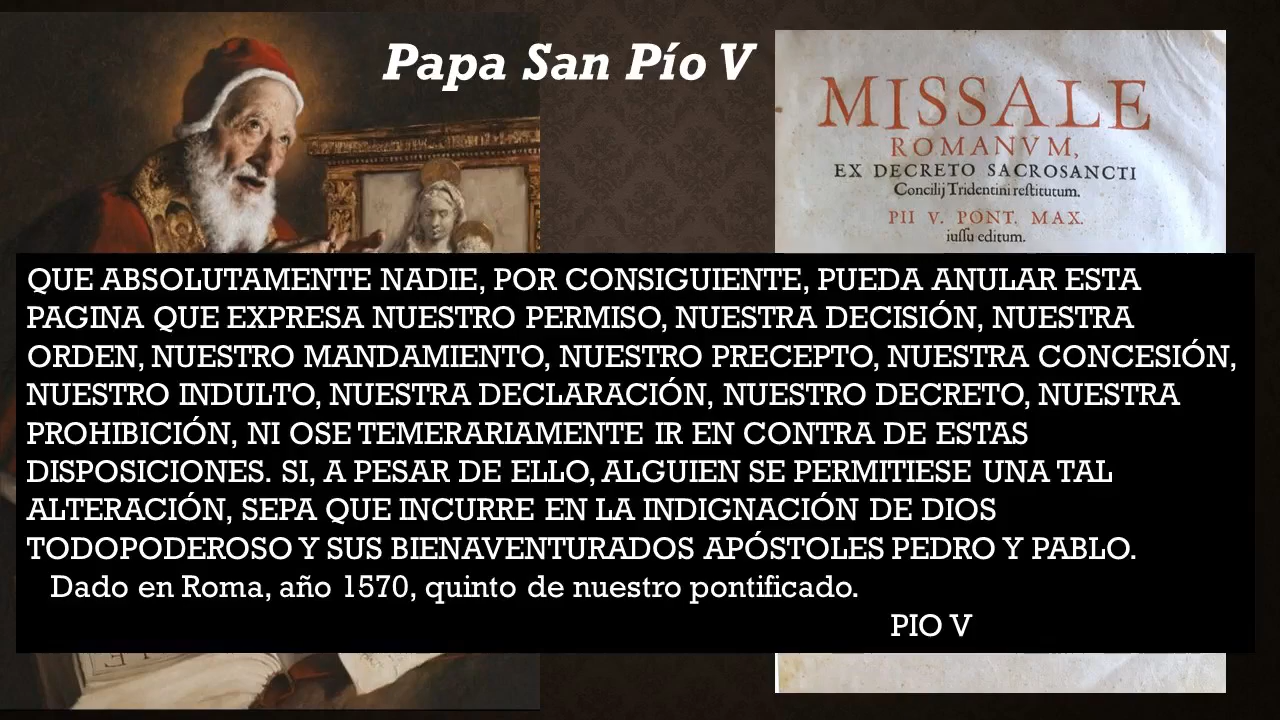 Papa San Pío V
MISSALE
ROMANVM,
EX DECRETO SACROSANCTI
Concilij Tridentini restitutum.
PII V. PONT. MAX.
iussu editum.
QUE ABSOLUTAMENTE NADIE, POR CONSIGUIENTE, PUEDA ANULAR ESTA
PAGINA QUE EXPRESA NUESTRO PERMISO, NUESTRA DECISIÓN, NUESTRA
ORDEN, NUESTRO MANDAMIENTO, NUESTRO PRECEPTO, NUESTRA CONCESIÓN,
NUESTRO INDULTO, NUESTRA DECLARACIÓN, NUESTRO DECRETO, NUESTRA
PROHIBICIÓN, NI OSE TEMERARIAMENTE IR EN CONTRA DE ESTAS
DISPOSICIONES. SI, A PESAR DE ELLO, ALGUIEN SE PERMITIESE UNA TAL
ALTERACIÓN, SEPA QUE INCURRE EN LA INDIGNACIÓN DE DIOS
TODOPODEROSO Y SUS BIENAVENTURADOS APÓSTOLES PEDRO Y PABLO.
Dado en Roma, año 1570, quinto de nuestro pontificado.
PIO V